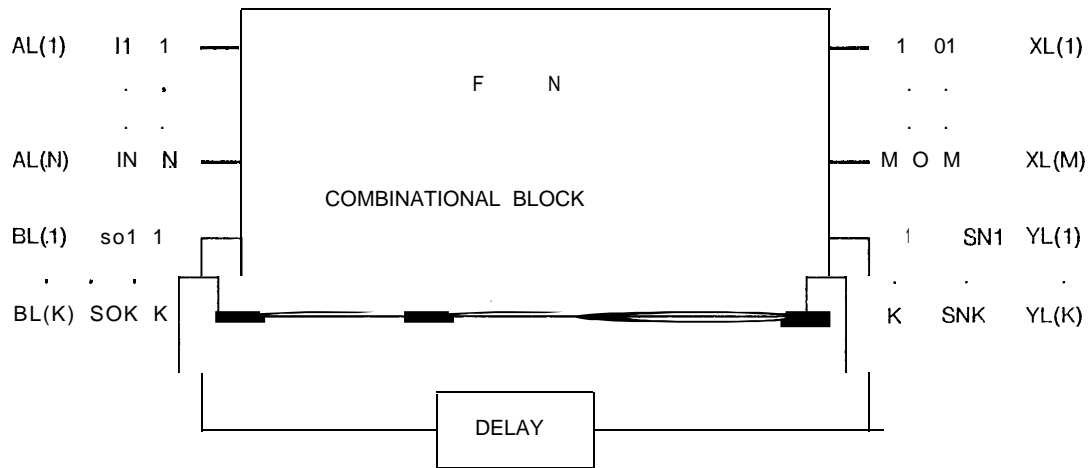 AL(1) I1 1 1 01 XL(1)
F N
. . . .
. . . .
AL(N) IN N M O M XL(M)
COMBINATIONAL BLOCK
BL(1) so1 1 1 SN1 YL(1)
. . . . . .
BL(K) SOK K K SNK YL(K)
DELAY